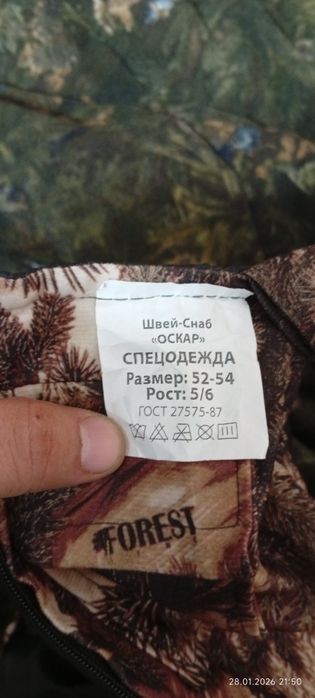 Швей-Снаб
«ОСКАР»
СПЕЦОДЕЖДА
Размер: 52-54
Рост: 5/6
ГОСТ 27575-87
FOREST
28.01.2026 21:50